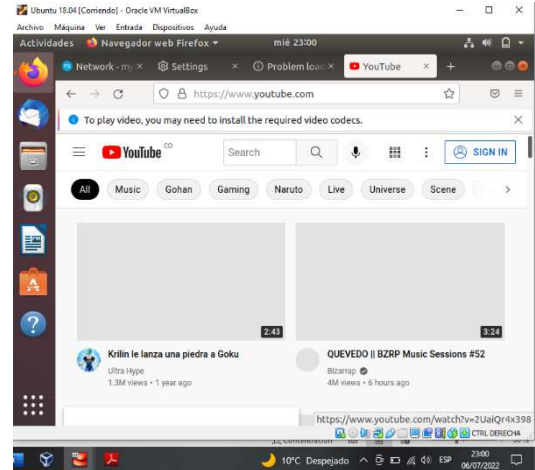 Ubuntu 18.04 [Corriendo] - Oracle VM VirtualBox
Archivo Máquina Ver Entrada Dispositivos Ayuda
Actividades Navegador web Firefox mié 23:00
Network - my Settings Problem load YouTube
https://www.youtube.com
To play video, you may need to install the required video codecs.
YouTube CO Search SIGN IN
All Music Gohan Gaming Naruto Live Universe Scene
2:43 3:24
Krilin le lanza una piedra a Goku QUEVEDO || BZRP Music Sessions #52
Ultra Hype Bizarrap
1.3M views • 1 year ago 4M views • 6 hours ago
https://www.youtube.com/watch?v=2UaiQr4x398
CTRL DERECHA
10°C Despejado ESP 23:00
06/07/2022